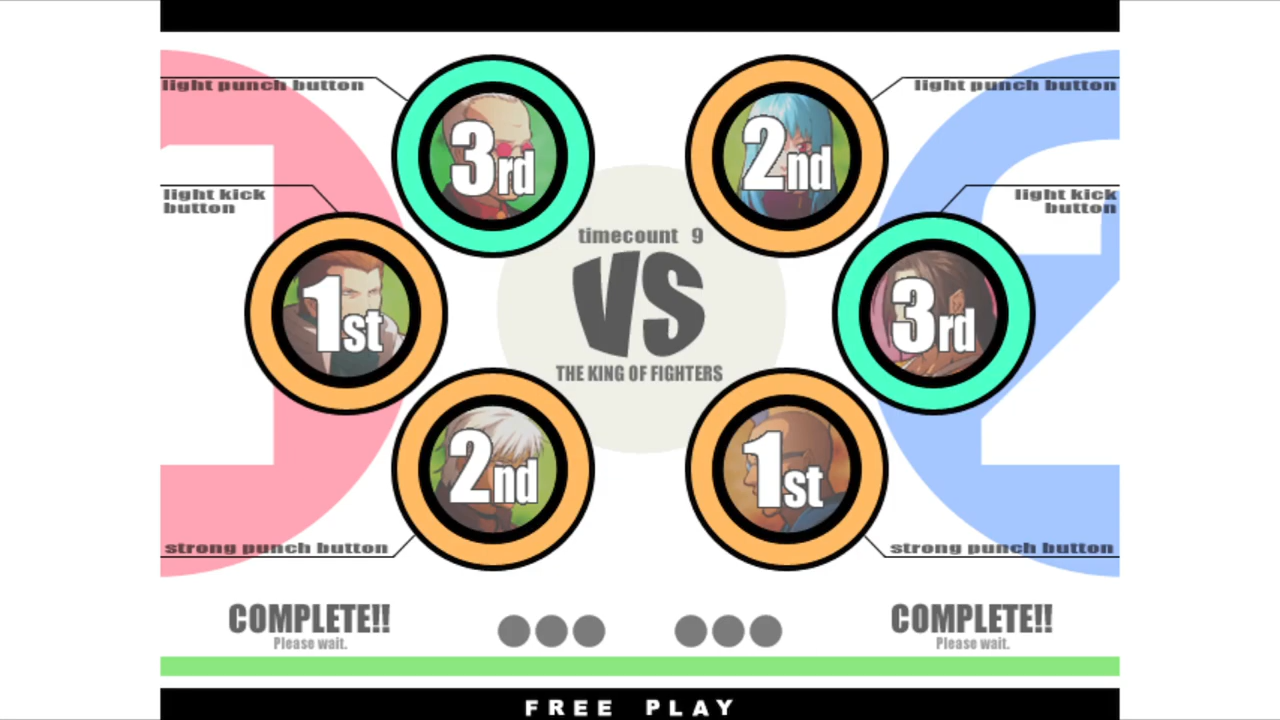 light punch button
light punch button
3rd
2nd
light kick
button
light kick
button
timecount 9
VS
THE KING OF FIGHTERS
1st
3rd
2nd
1st
strong punch button
strong punch button
COMPLETE!!
Please wait.
COMPLETE!!
Please wait.
FREE PLAY
1
2